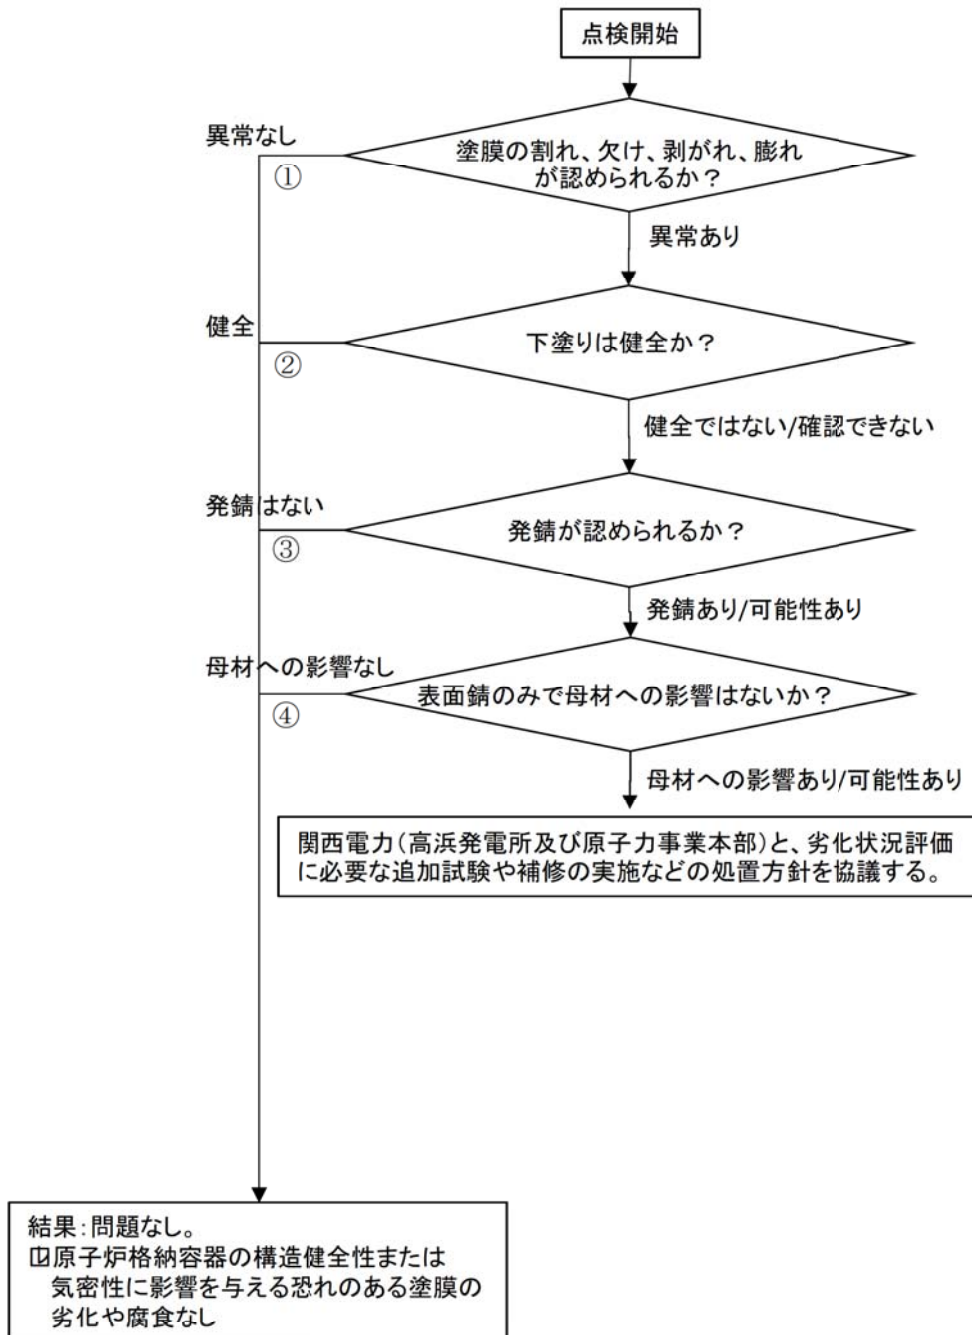 点検開始
異常なし
①
塗膜の割れ、欠け、剥がれ、膨れ
が認められるか？
異常あり
健全
②
下塗りは健全か？
健全ではない/確認できない
発錆はない
③
発錆が認められるか？
発錆あり/可能性あり
母材への影響なし
④
表面錆のみで母材への影響はないか？
母材への影響あり/可能性あり
関西電力（高浜発電所及び原子力事業本部）と、劣化状況評価
に必要な追加試験や補修の実施などの処置方針を協議する。
結果：問題なし。
原子炉格納容器の構造健全性または
気密性に影響を与える恐れのある塗膜の
劣化や腐食なし